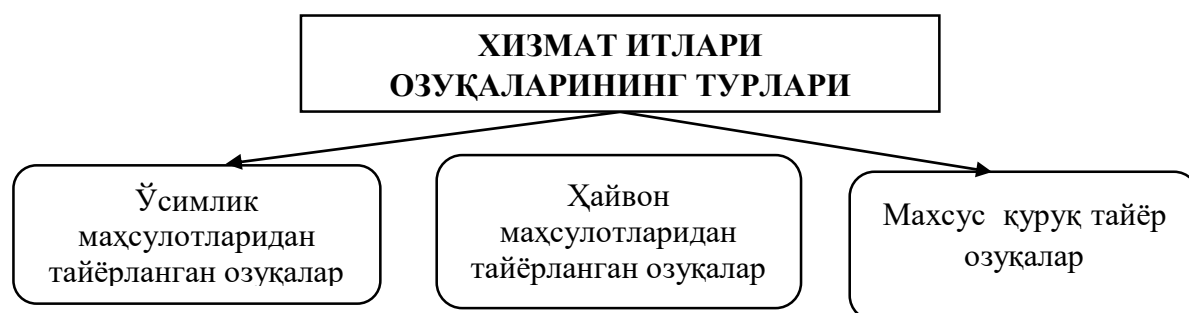 ХИЗМАТ ИТЛАРИ
ОЗУҚАЛАРИНИНГ ТУРЛАРИ
Ўсимлик
маҳсулотларидан
тайёрланган озуқалар
Ҳайвон
маҳсулотларидан
тайёрланган озуқалар
Махсус қуруқ тайёр
озуқалар